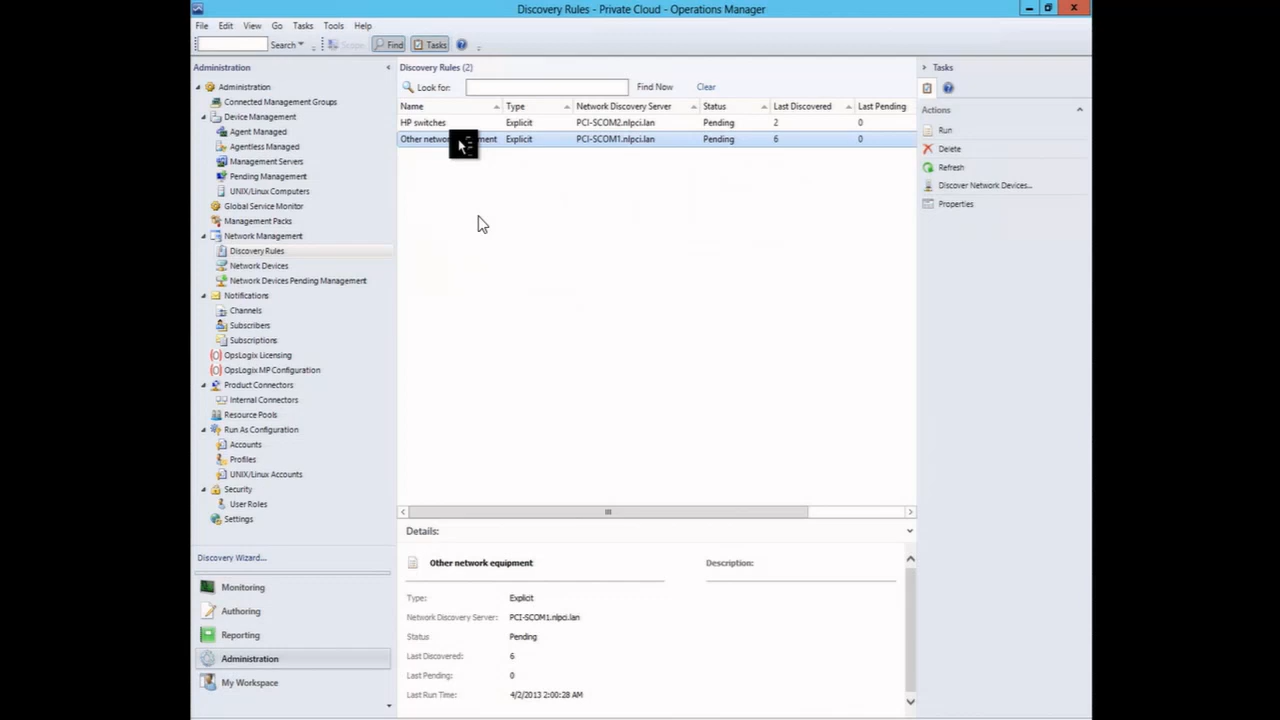 Discovery Rules - Private Cloud - Operations Manager
File Edit View Go Tasks Tools Help
Search Scope Find Tasks
Administration
Administration
Connected Management Groups
Device Management
Agent Managed
Agentless Managed
Management Servers
Pending Management
UNIX/Linux Computers
Global Service Monitor
Management Packs
Network Management
Discovery Rules
Network Devices
Network Devices Pending Management
Notifications
Channels
Subscribers
Subscriptions
OpsLogix Licensing
OpsLogix MP Configuration
Product Connectors
Internal Connectors
Resource Pools
Run As Configuration
Accounts
Profiles
UNIX/Linux Accounts
Security
User Roles
Settings
Discovery Wizard...
Monitoring
Authoring
Reporting
Administration
My Workspace
Discovery Rules (2)
Look for: Find Now Clear
Name Type Network Discovery Server Status Last Discovered Last Pending
HP switches Explicit PCI-SCOM2.nlpci.lan Pending 2 0
Other Explicit PCI-SCOM1.nlpci.lan Pending 6 0
Details:
Other network equipment Description:
Type: Explicit
Network Discovery Server: PCI-SCOM1.nlpci.lan
Status Pending
Last Discovered: 6
Last Pending: 0
Last Run Time: 4/2/2013 2:00:28 AM
Tasks
Actions
Run
Delete
Refresh
Discover Network Devices...
Properties